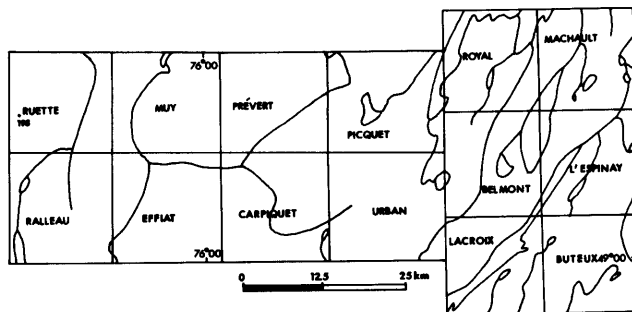 ROYAL
MACHAULT
76°00
RUETTE
198
MUY
PRÉVERT
PICQUET
BELMONT
L'ESPINAY
RALLEAU
EFFIAT
CARPIQUET
URBAN
LACROIX
BUTEUX 49°00
76°00
0 12.5 25 km